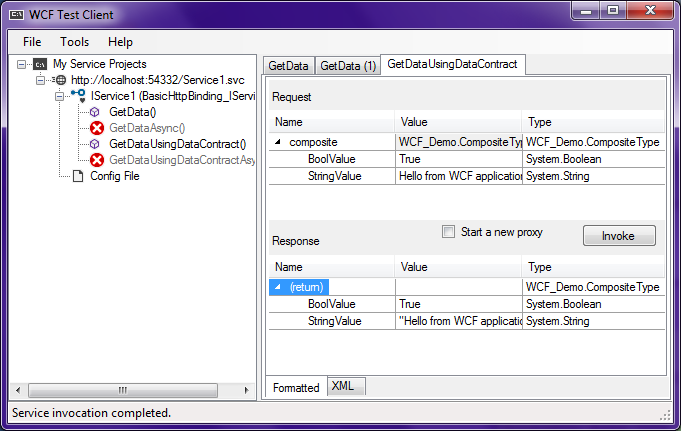 WCF Test Client
File Tools Help
My Service Projects
http://localhost:54332/Service1.svc
IService1 (BasicHttpBinding_IServi
GetData()
GetDataAsync()
GetDataUsingDataContract()
GetDataUsingDataContractAsy
Config File
GetData GetData (1) GetDataUsingDataContract
Request
Name Value Type
composite WCF_Demo.CompositeType WCF_Demo.CompositeType
BoolValue True System.Boolean
StringValue Hello from WCF application System.String
Start a new proxy Invoke
Response
Name Value Type
(return) WCF_Demo.CompositeType
BoolValue True System.Boolean
StringValue "Hello from WCF application System.String
Formatted XML
Service invocation completed.